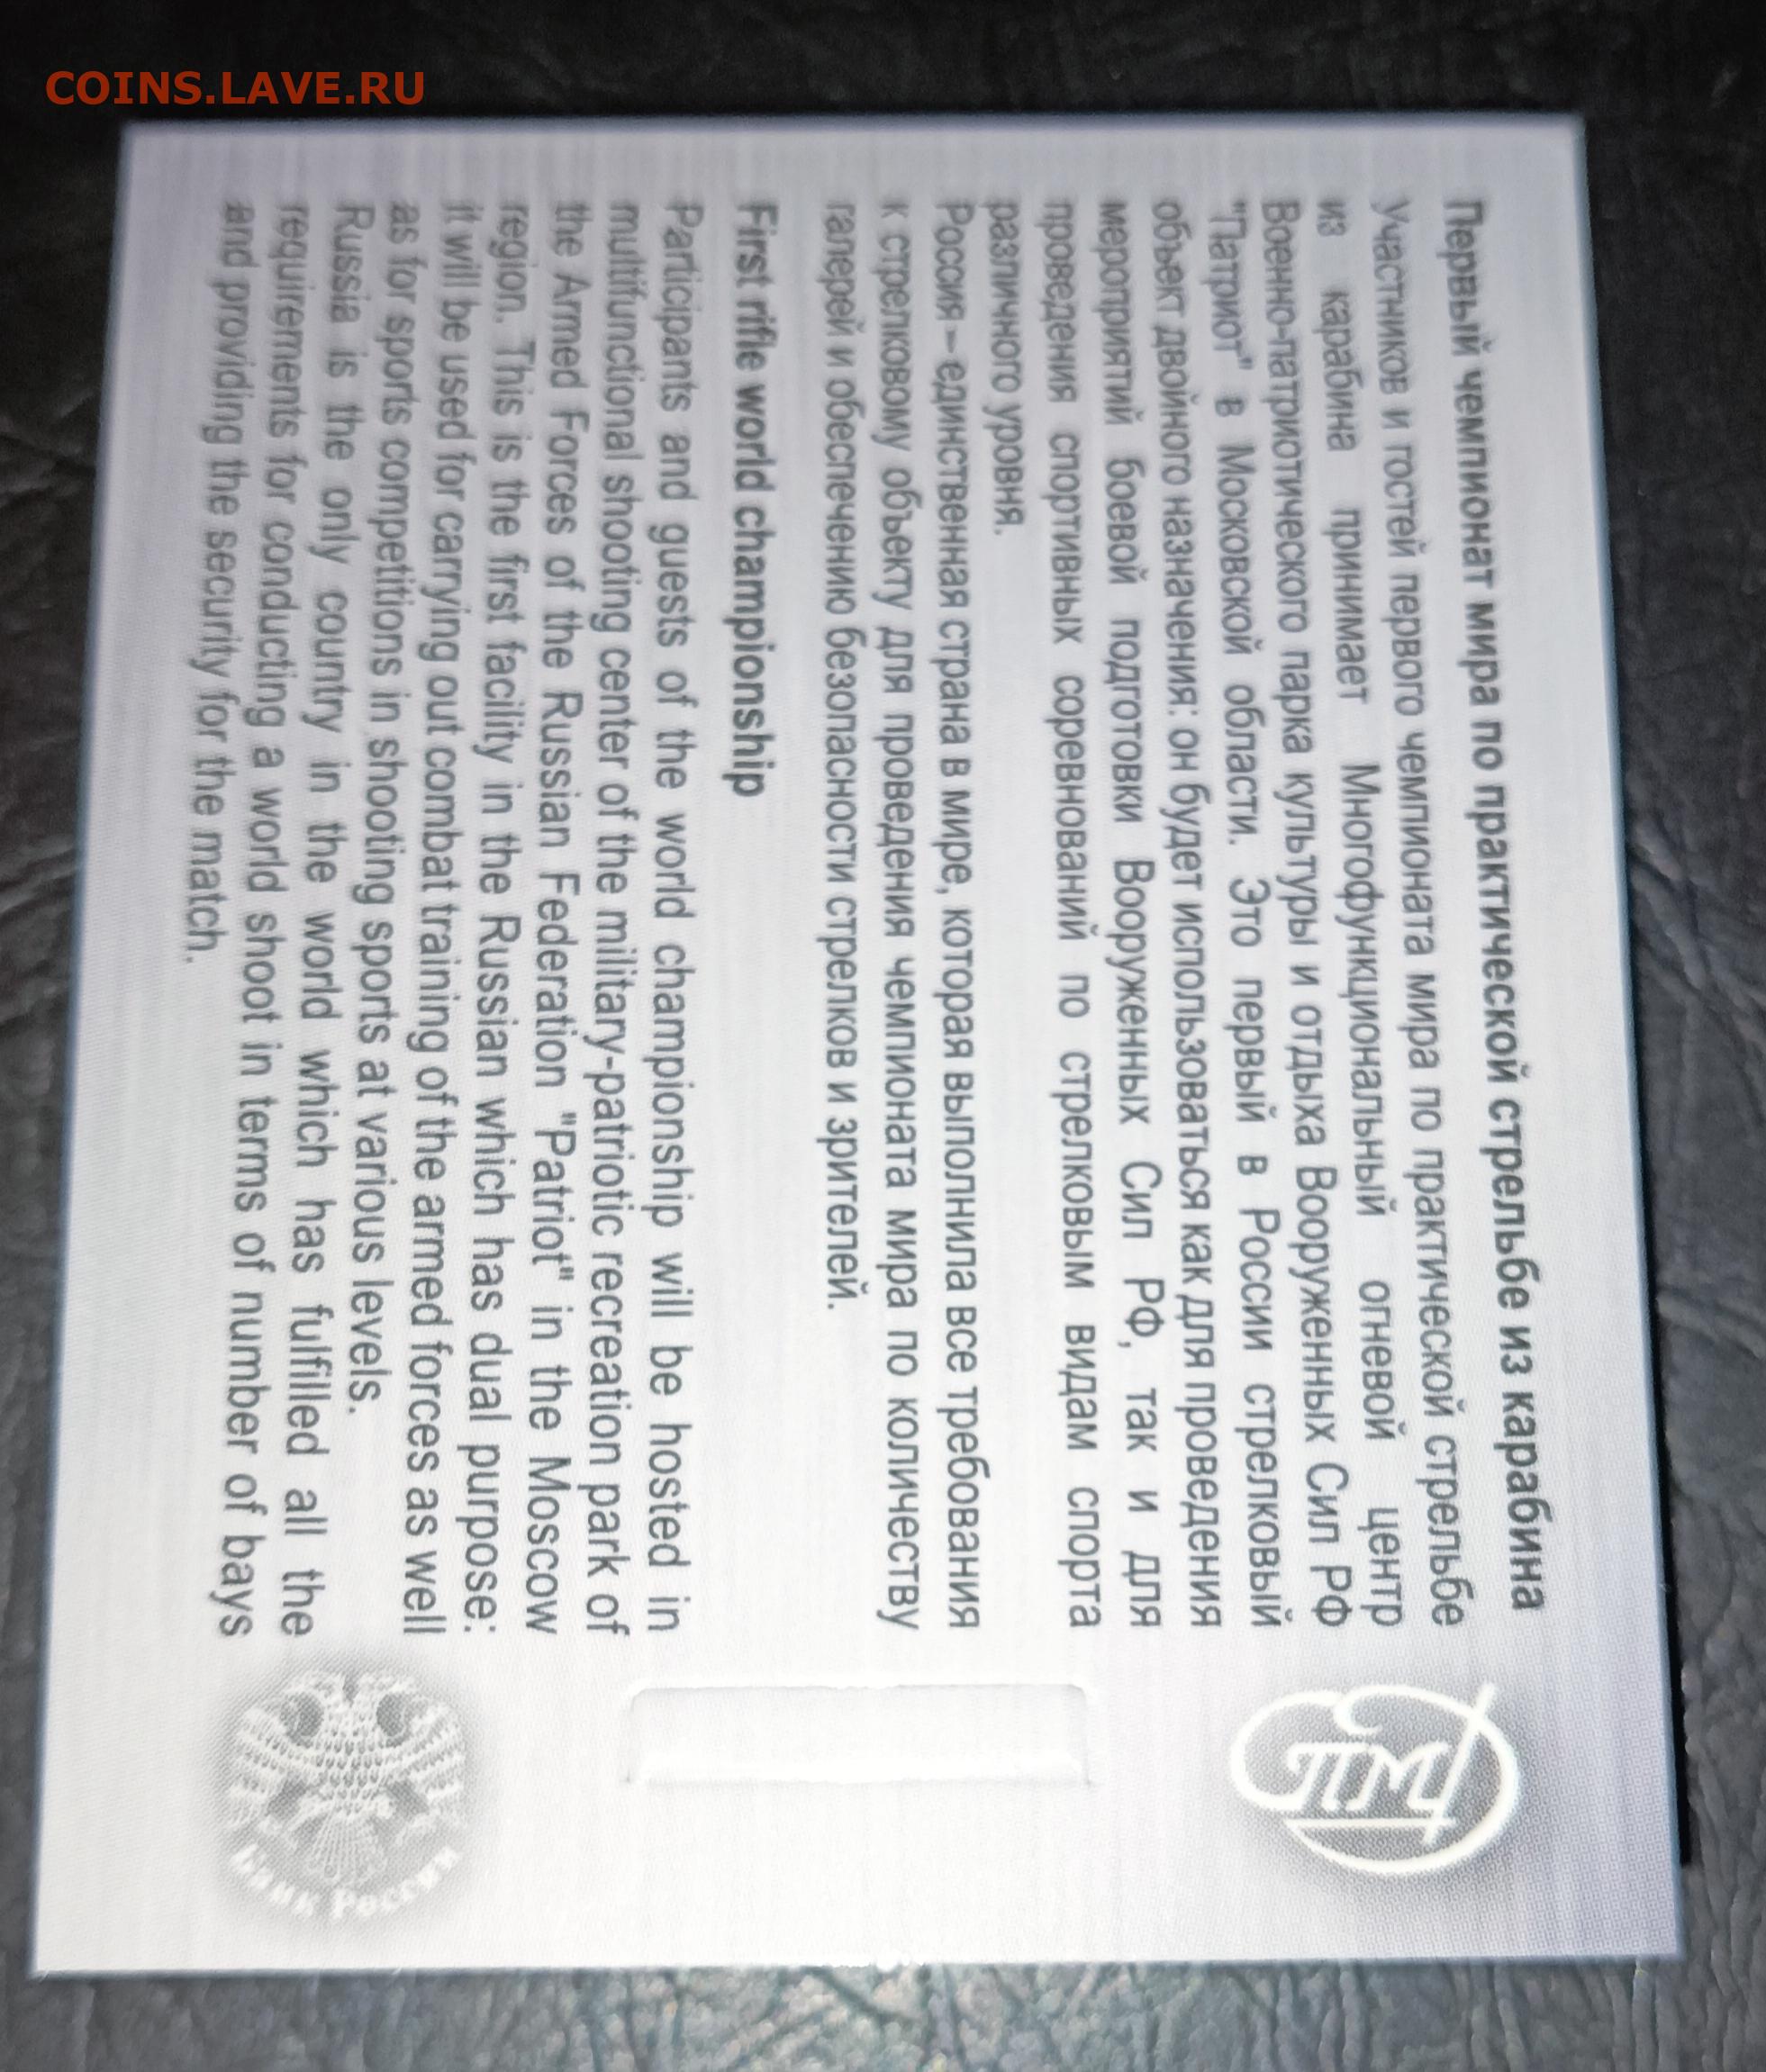 COINS.LAVE.RU
Первый чемпионат мира по практической стрельбе из карабина
Участников и гостей первого чемпионата мира по практической стрельбе
из карабина принимает Многофункциональный огневой центр
Военно-патриотического парка культуры и отдыха Вооруженных Сил РФ
"Патриот" в Московской области. Это первый в России стрелковый
объект двойного назначения: он будет использоваться как для проведения
мероприятий боевой подготовки Вооруженных Сил РФ, так и для
проведения спортивных соревнований по стрелковым видам спорта
различного уровня.
Россия – единственная страна в мире, которая выполнила все требования
к стрелковому объекту для проведения чемпионата мира по количеству
галерей и обеспечению безопасности стрелков и зрителей.
First rifle world championship
Participants and guests of the world championship will be hosted in
multifunctional shooting center of the military-patriotic recreation park of
the Armed Forces of the Russian Federation "Patriot" in the Moscow
region. This is the first facility in the Russian which has dual purpose:
it will be used for carrying out combat training of the armed forces as well
as for sports competitions in shooting sports at various levels.
Russia is the only country in the world which has fulfilled all the
requirements for conducting a world shoot in terms of number of bays
and providing the security for the match.
Банк России